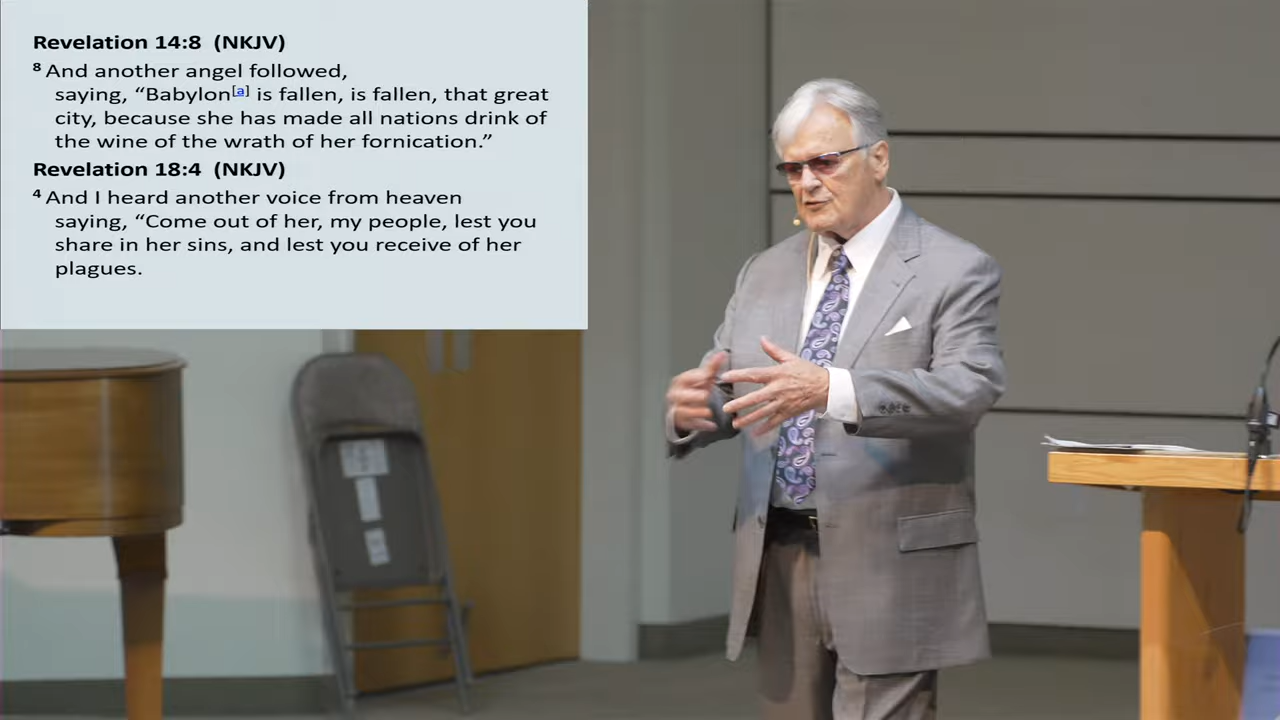 Revelation 14:8 (NKJV)
8 And another angel followed,
saying, “Babylon[a] is fallen, is fallen, that great
city, because she has made all nations drink of
the wine of the wrath of her fornication.”
Revelation 18:4 (NKJV)
4 And I heard another voice from heaven
saying, “Come out of her, my people, lest you
share in her sins, and lest you receive of her
plagues.